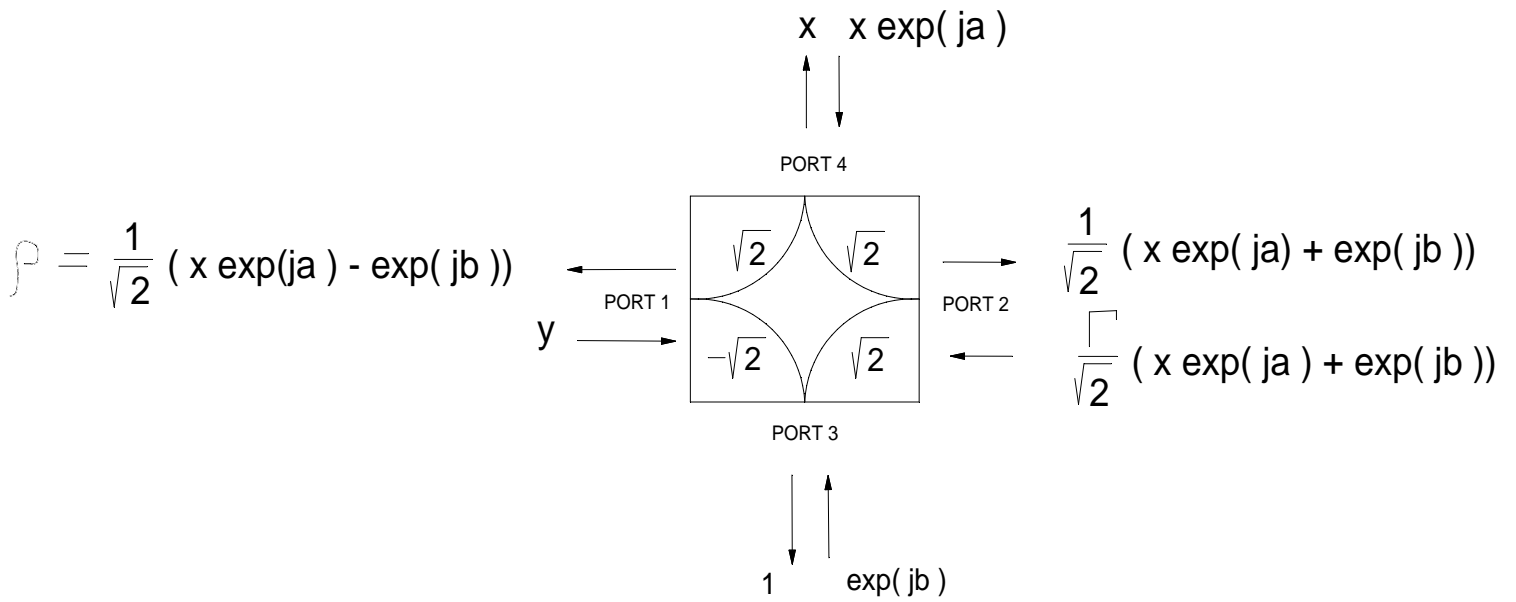 x x exp( ja )
PORT 4
ρ = 1/√2 ( x exp(ja ) - exp( jb ))
√2 √2
1/√2 ( x exp( ja) + exp( jb ))
PORT 1
PORT 2
y
-√2 √2
Γ/√2 ( x exp( ja ) + exp( jb ))
PORT 3
1 exp( jb )